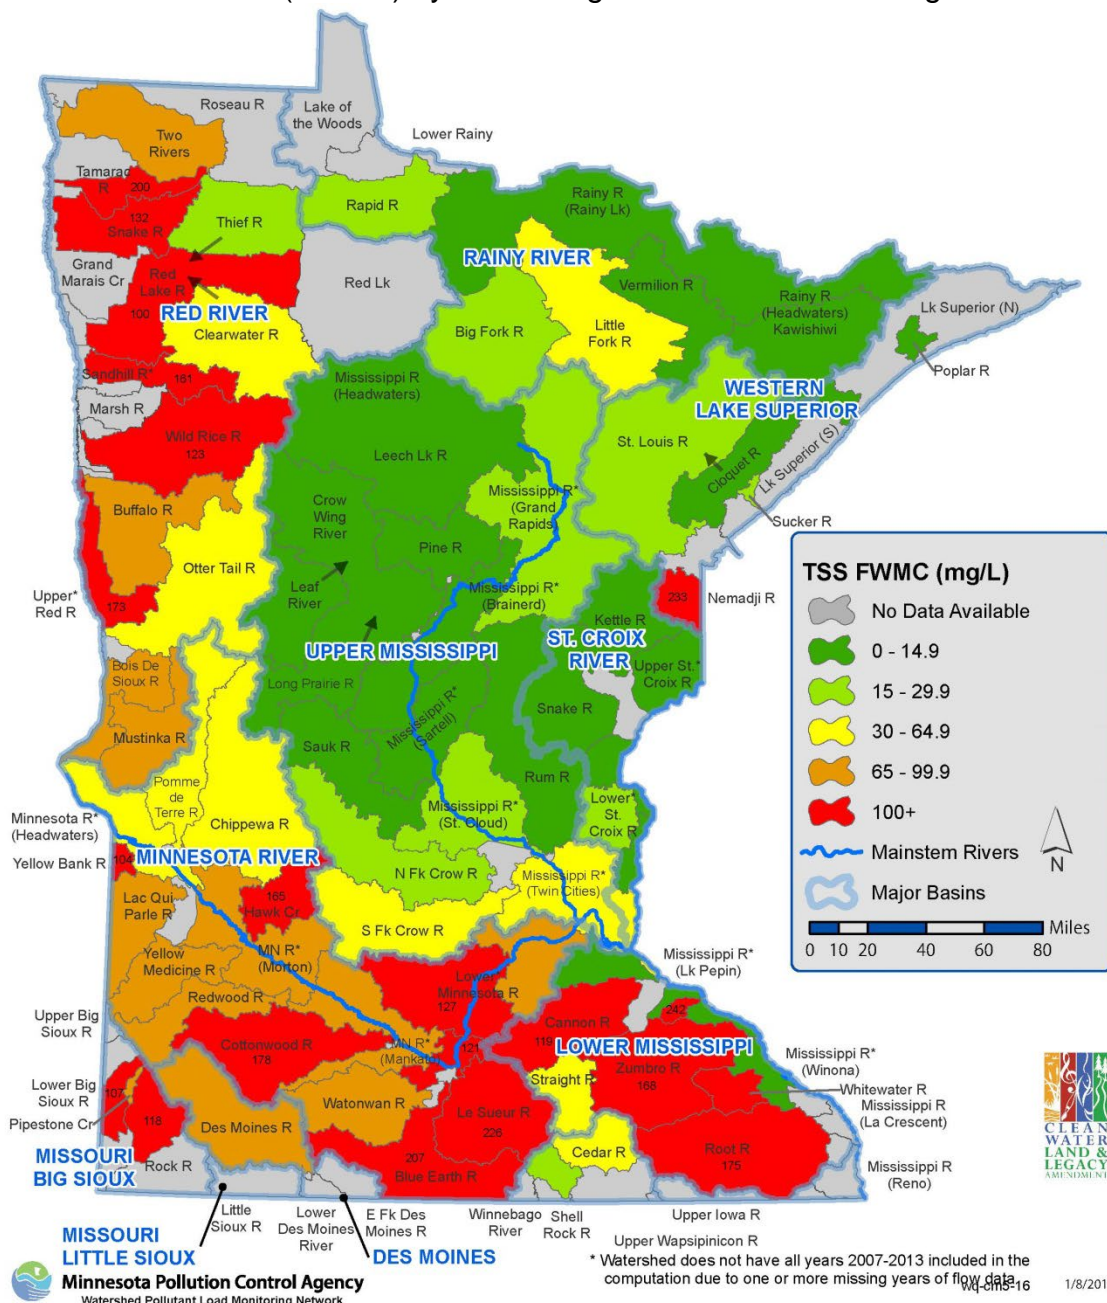 Roseau R
Lake of
the Woods
Lower Rainy
Two
Rivers
Tamarac
R
200
132
Snake R
Thief R
Rapid R
Rainy R
(Rainy Lk)
RAINY RIVER
Grand
Marais Cr
Red
Lake R
100
RED RIVER
Red Lk
Vermilion R
Rainy R
(Headwaters)
Kawishiwi
Lk Superior (N)
Clearwater R
Big Fork R
Little
Fork R
Poplar R
Sandhill R*
161
Mississippi R
(Headwaters)
WESTERN
LAKE SUPERIOR
Marsh R
Wild Rice R
123
Leech Lk R
St. Louis R
Cloquet R
Lk Superior (S)
Buffalo R
Crow
Wing
River
Mississippi R*
(Grand
Rapids)
Sucker R
Pine R
Otter Tail R
Upper*
Red R
173
Leaf
River
Mississippi R*
(Brainerd)
Kettle R
233
Nemadji R
UPPER MISSISSIPPI
ST. CROIX
RIVER
Bois De
Sioux R
Long Prairie R
Upper St.*
Croix R
Mustinka R
Mississippi R*
(Sartell)
Snake R
Sauk R
Rum R
Pomme
de
Terre R
Minnesota R*
(Headwaters)
Chippewa R
Mississippi R*
(St. Cloud)
Lower*
St.
Croix R
Yellow Bank R
104
MINNESOTA RIVER
N Fk Crow R
Mississippi R*
(Twin Cities)
Lac Qui
Parle R
165
Hawk Cr
S Fk Crow R
Yellow
Medicine R
MN R*
(Morton)
Mississippi R*
(Lk Pepin)
Redwood R
Lower
Minnesota R
127
Upper Big
Sioux R
Cottonwood R
178
MN R*
(Mankato)
121
Cannon R
119
242
LOWER MISSISSIPPI
Mississippi R*
(Winona)
Lower Big
Sioux R
107
118
Straight R
Zumbro R
168
Whitewater R
Pipestone Cr
Watonwan R
Le Sueur R
226
Mississippi R
(La Crescent)
Des Moines R
MISSOURI
BIG SIOUX
Rock R
207
Blue Earth R
Cedar R
Root R
175
Mississippi R
(Reno)
Little
Sioux R
Lower
Des Moines
River
E Fk Des
Moines R
Winnebago
River
Shell
Rock R
Upper Iowa R
Upper Wapsipinicon R
MISSOURI
LITTLE SIOUX
DES MOINES
TSS FWMC (mg/L)
No Data Available
0 - 14.9
15 - 29.9
30 - 64.9
65 - 99.9
100+
Mainstem Rivers
N
Major Basins
Miles
0 10 20 40 60 80
CLEAN
WATER
LAND &
LEGACY
AMENDMENT
Minnesota Pollution Control Agency
Watershed Pollutant Load Monitoring Network
* Watershed does not have all years 2007-2013 included in the
computation due to one or more missing years of flow data.
wq-cm5-16
1/8/201